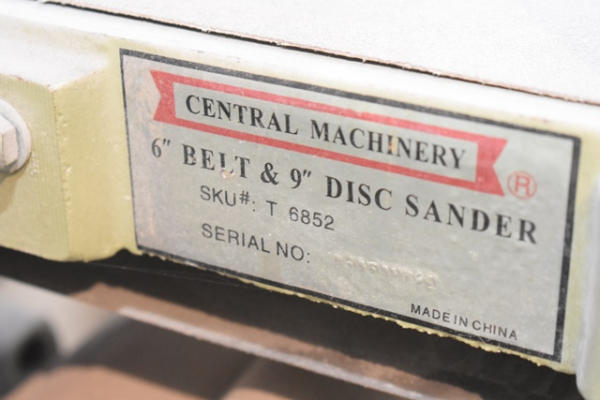 CENTRAL MACHINERY
®
6" BELT & 9" DISC SANDER
SKU#: T 6852
SERIAL NO:
MADE IN CHINA